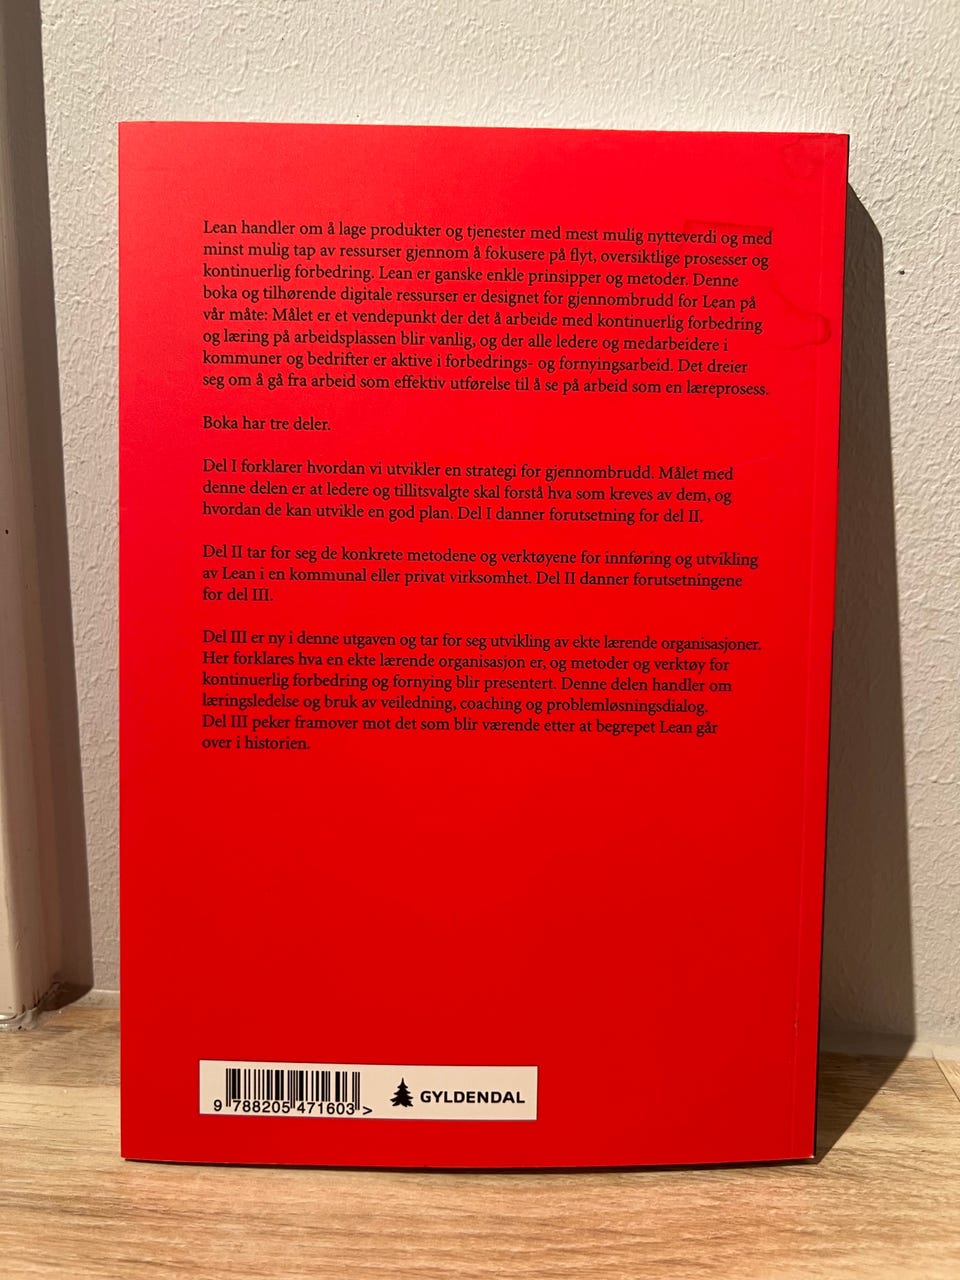 Lean handler om å lage produkter og tjenester med mest mulig nytteverdi og med
minst mulig tap av ressurser gjennom å fokusere på flyt, oversiktlige prosesser og
kontinuerlig forbedring. Lean er ganske enkle prinsipper og metoder. Denne
boka og tilhørende digitale ressurser er designet for gjennombrudd for Lean på
vår måte: Målet er et vendepunkt der det å arbeide med kontinuerlig forbedring
og læring på arbeidsplassen blir vanlig, og der alle ledere og medarbeidere i
kommuner og bedrifter er aktive i forbedrings- og fornyingsarbeid. Det dreier
seg om å gå fra arbeid som effektiv utførelse til å se på arbeid som en læreprosess.
Boka har tre deler.
Del I forklarer hvordan vi utvikler en strategi for gjennombrudd. Målet med
denne delen er at ledere og tillitsvalgte skal forstå hva som kreves av dem, og
hvordan de kan utvikle en god plan. Del I danner forutsetning for del II.
Del II tar for seg de konkrete metodene og verktøyene for innføring og utvikling
av Lean i en kommunal eller privat virksomhet. Del II danner forutsetningene
for del III.
Del III er ny i denne utgaven og tar for seg utvikling av ekte lærende organisasjoner.
Her forklares hva en ekte lærende organisasjon er, og metoder og verktøy for
kontinuerlig forbedring og fornying blir presentert. Denne delen handler om
læringsledelse og bruk av veiledning, coaching og problemløsningsdialog.
Del III peker framover mot det som blir værende etter at begrepet Lean går
over i historien.
9 788205 471603 >
GYLDENDAL